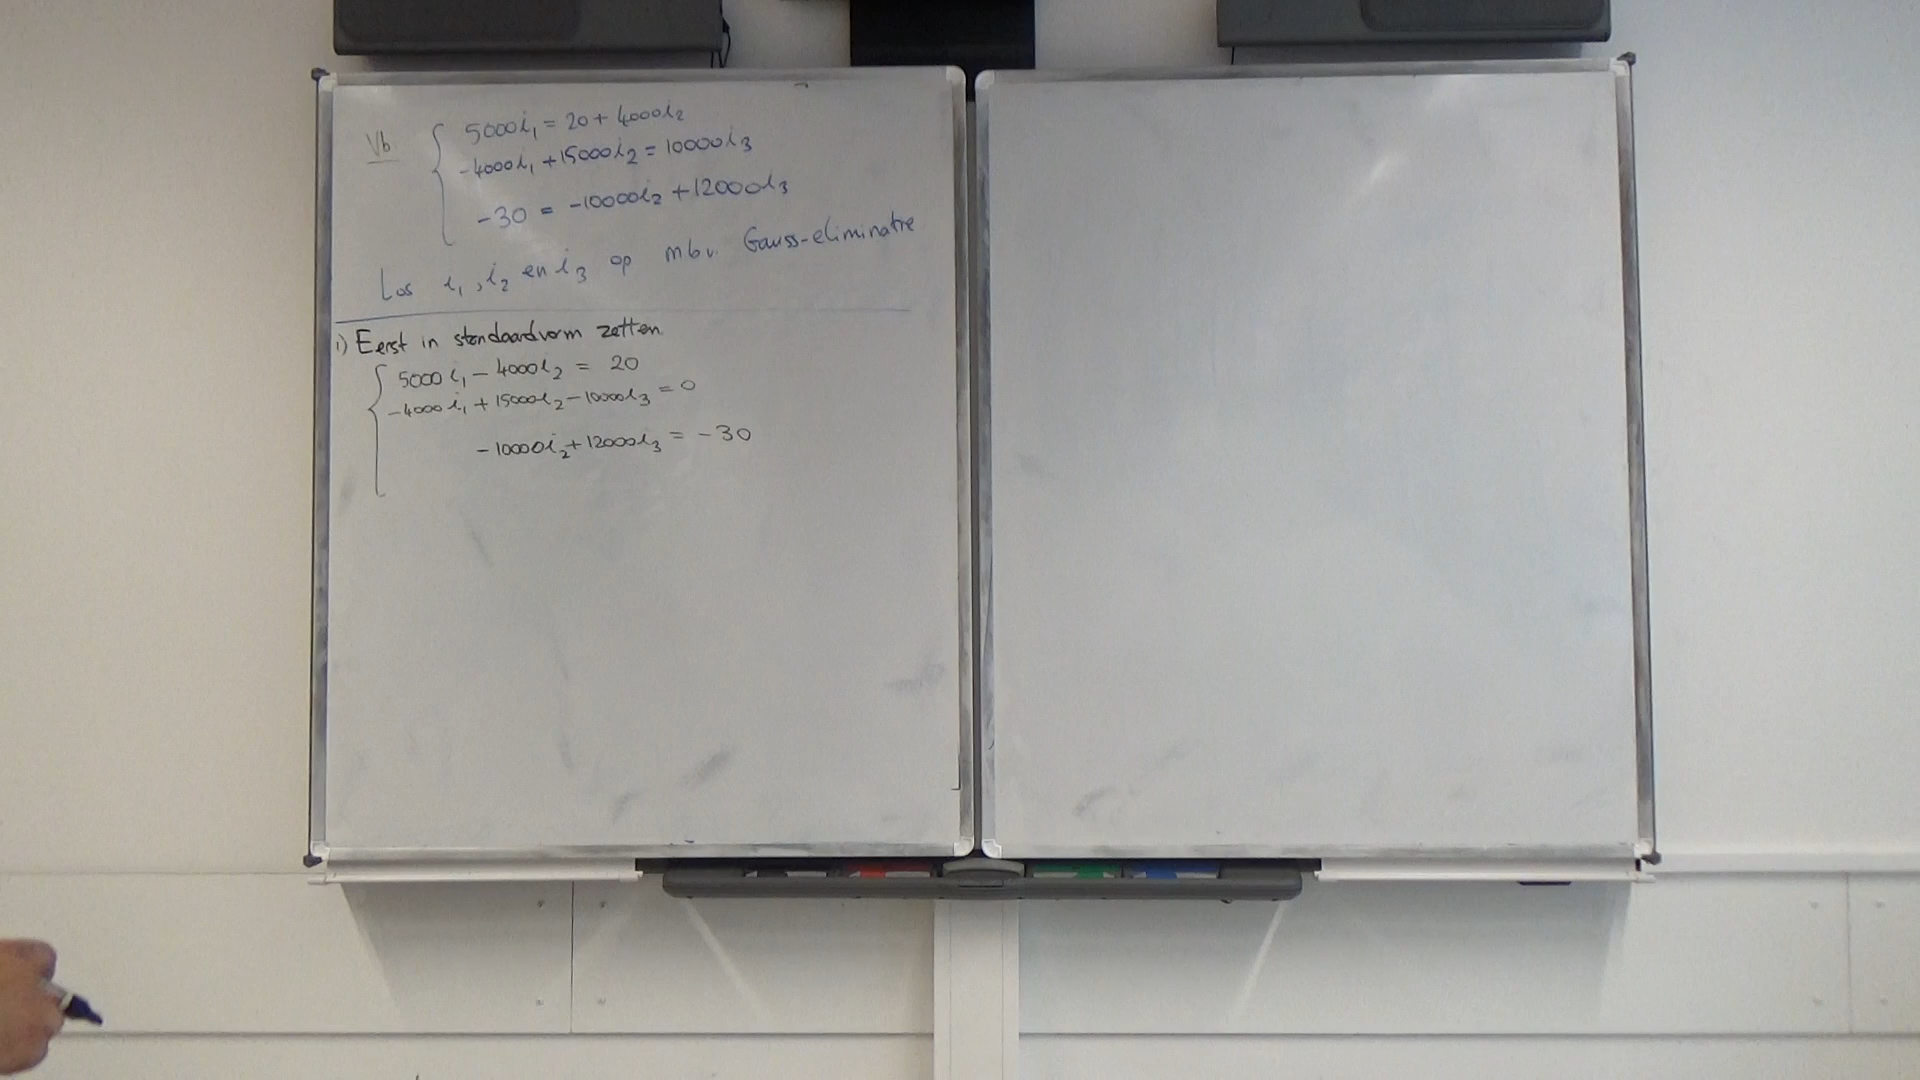 Vb
5000i₁ = 20 + 4000i₂
-4000i₁ + 15000i₂ = 10000i₃
-30 = -10000i₂ + 12000i₃
Los i₁, i₂ en i₃ op mbv. Gauss-eliminatie
1) Eerst in standaardvorm zetten
5000i₁ - 4000i₂ = 20
-4000i₁ + 15000i₂ - 10000i₃ = 0
-10000i₂ + 12000i₃ = -30